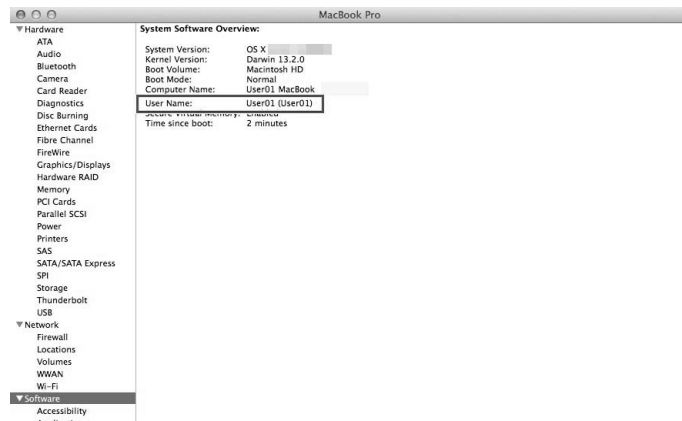 MacBook Pro
Hardware
ATA
Audio
Bluetooth
Camera
Card Reader
Diagnostics
Disc Burning
Ethernet Cards
Fibre Channel
FireWire
Graphics/Displays
Hardware RAID
Memory
PCI Cards
Parallel SCSI
Power
Printers
SAS
SATA/SATA Express
SPI
Storage
Thunderbolt
USB
Network
Firewall
Locations
Volumes
WWAN
Wi-Fi
Software
Accessibility
System Software Overview:
System Version: OS X
Kernel Version: Darwin 13.2.0
Boot Volume: Macintosh HD
Boot Mode: Normal
Computer Name: User01 MacBook
User Name: User01 (User01)
Secure Virtual Memory: Enabled
Time since boot: 2 minutes